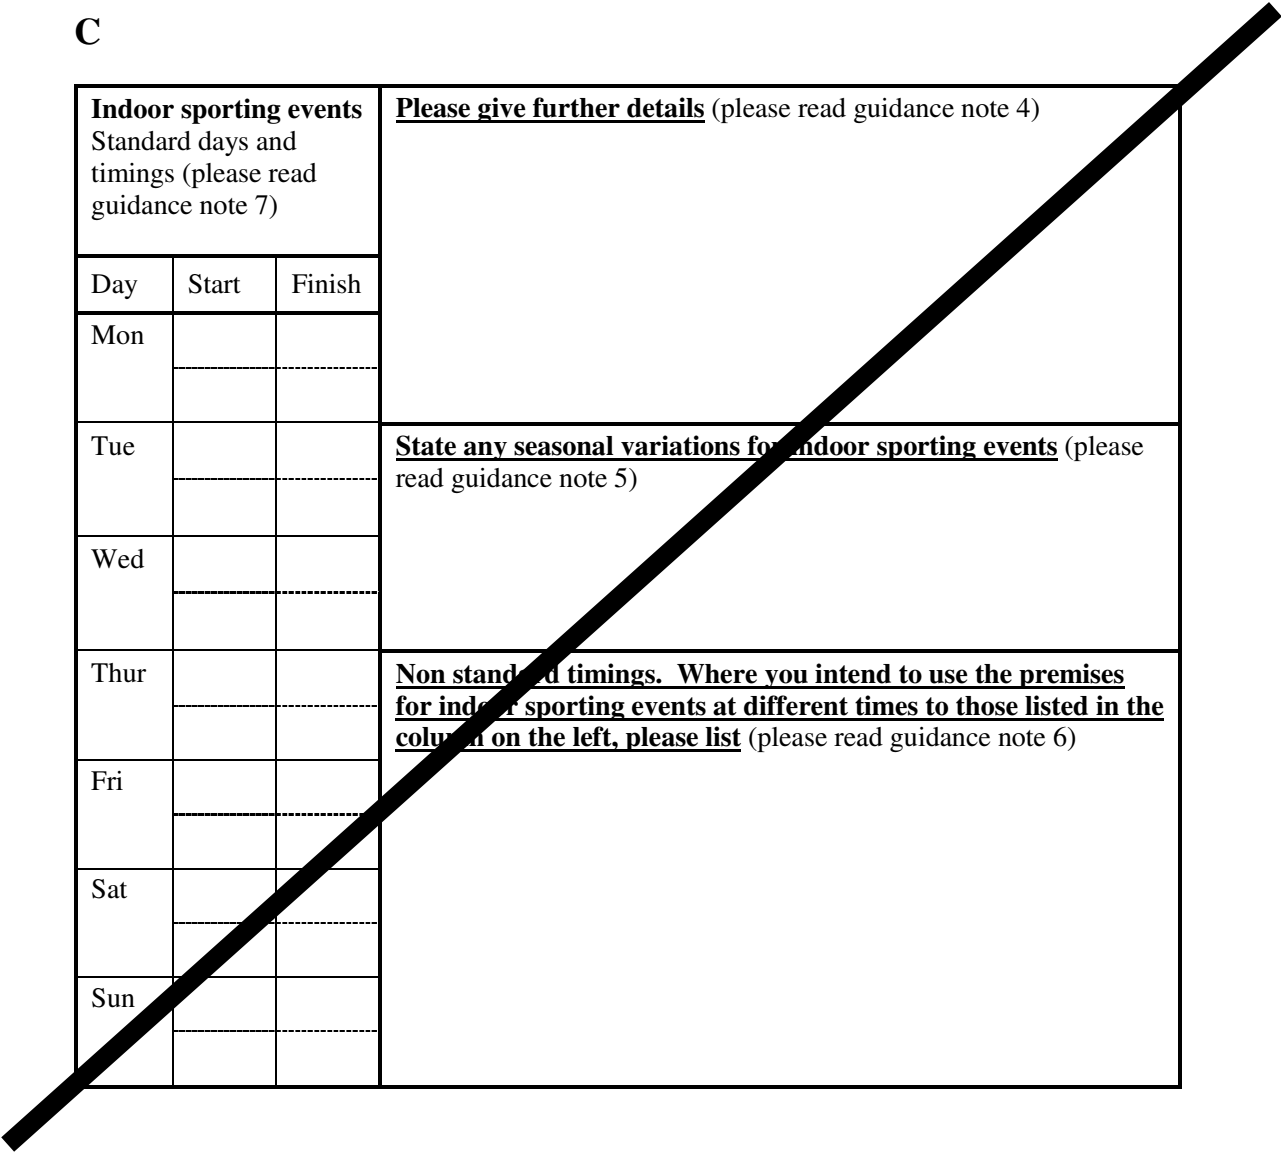 C
Indoor sporting events
Standard days and
timings (please read
guidance note 7)
Day Start Finish
Mon
Tue
Wed
Thur
Fri
Sat
Sun
Please give further details (please read guidance note 4)
State any seasonal variations for indoor sporting events (please
read guidance note 5)
Non standard timings.  Where you intend to use the premises
for indoor sporting events at different times to those listed in the
column on the left, please list (please read guidance note 6)